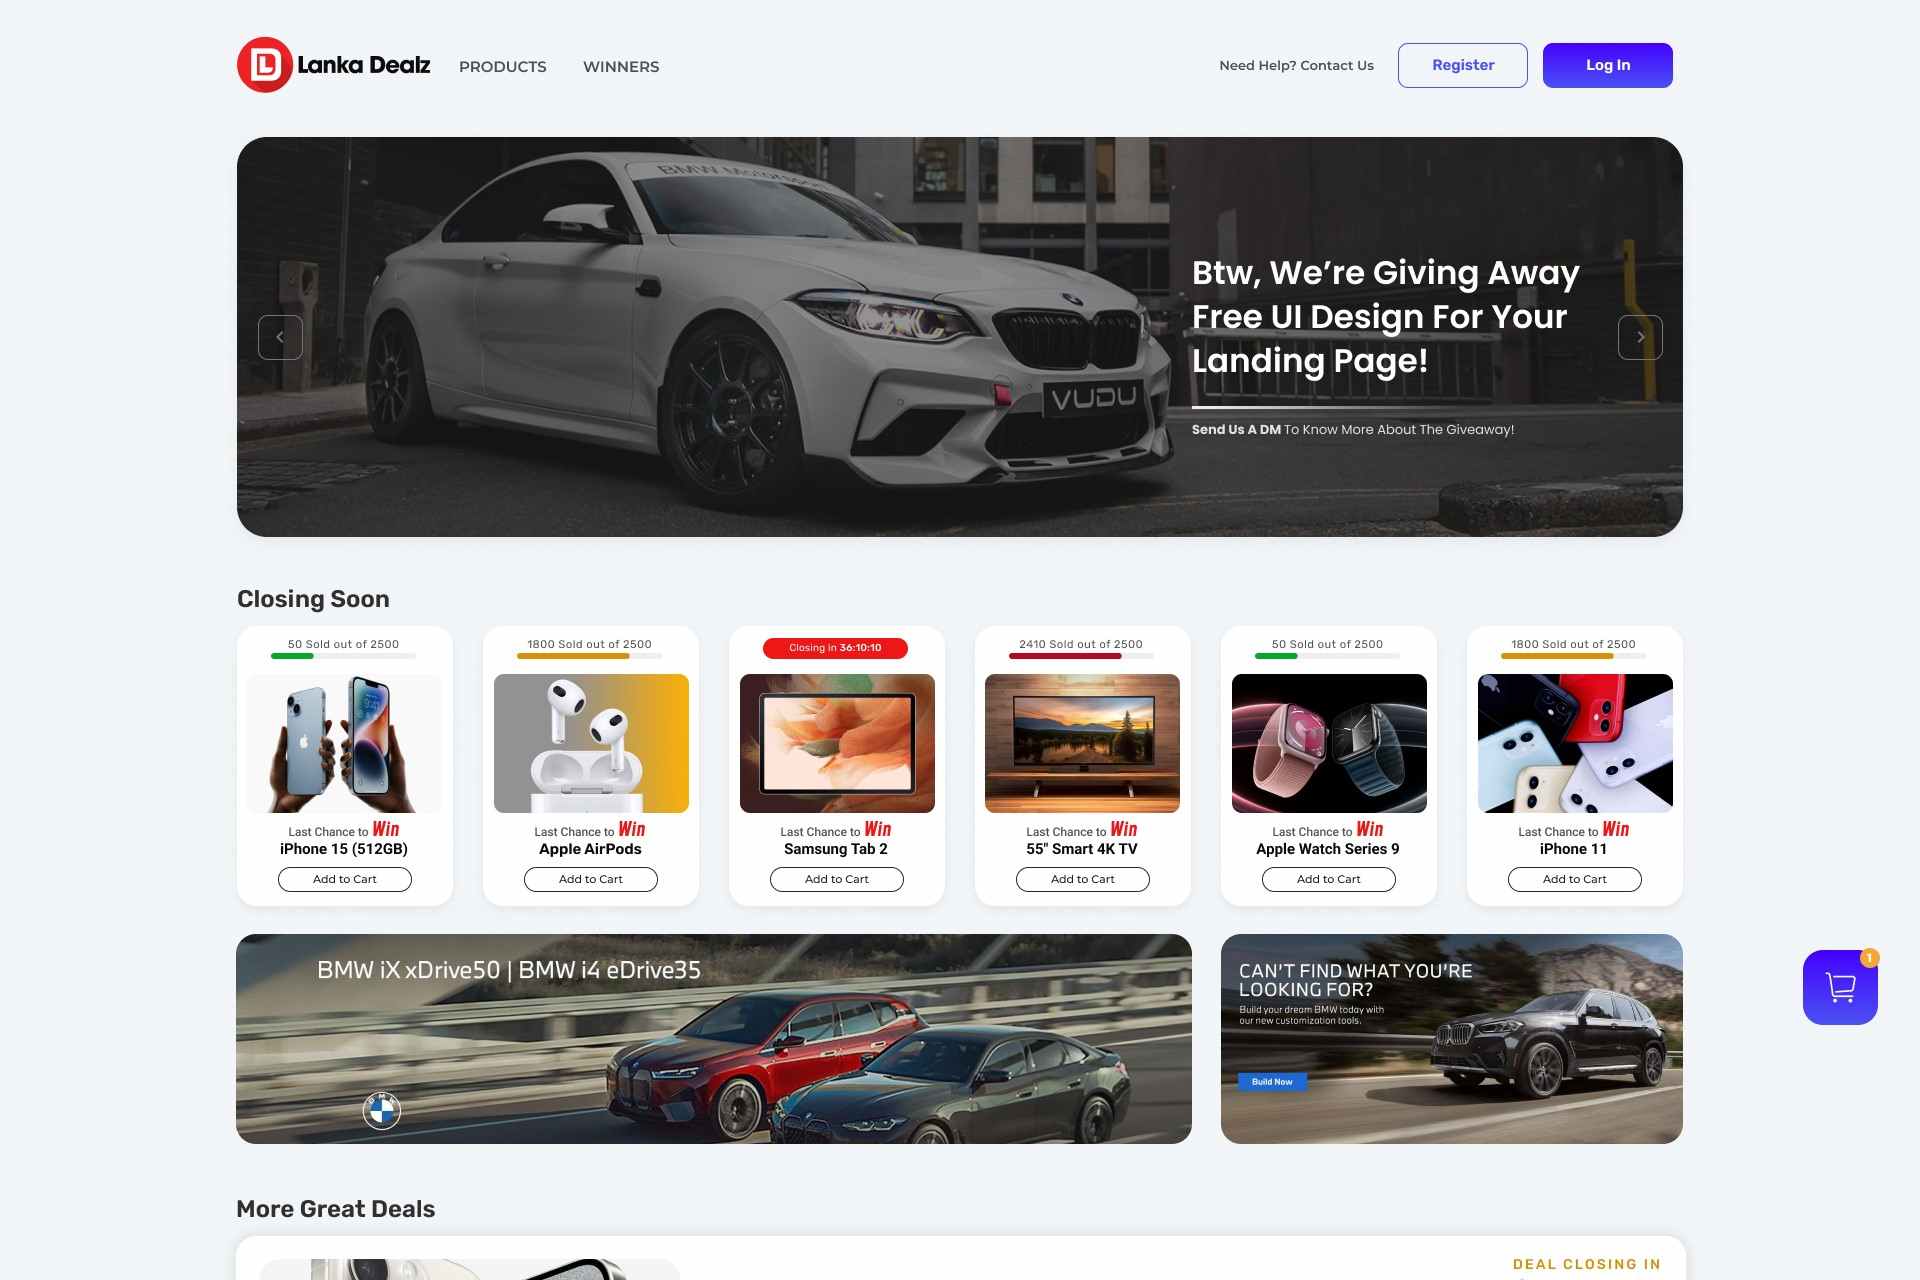 Lanka Dealz
PRODUCTS
WINNERS
Need Help? Contact Us
Register
Log In
BMW Motorsport
VUDU
Btw, We’re Giving Away
Free UI Design For Your
Landing Page!
Send Us A DM To Know More About The Giveaway!
Closing Soon
50 Sold out of 2500
Last Chance to Win
iPhone 15 (512GB)
Add to Cart
1800 Sold out of 2500
Last Chance to Win
Apple AirPods
Add to Cart
Closing in 36:10:10
Last Chance to Win
Samsung Tab 2
Add to Cart
2410 Sold out of 2500
Last Chance to Win
55" Smart 4K TV
Add to Cart
50 Sold out of 2500
Last Chance to Win
Apple Watch Series 9
Add to Cart
1800 Sold out of 2500
Last Chance to Win
iPhone 11
Add to Cart
BMW iX xDrive50 | BMW i4 eDrive35
BMW
CAN’T FIND WHAT YOU’RE
LOOKING FOR?
Build your dream BMW today with
our new customization tools.
Build Now
1
More Great Deals
DEAL CLOSING IN